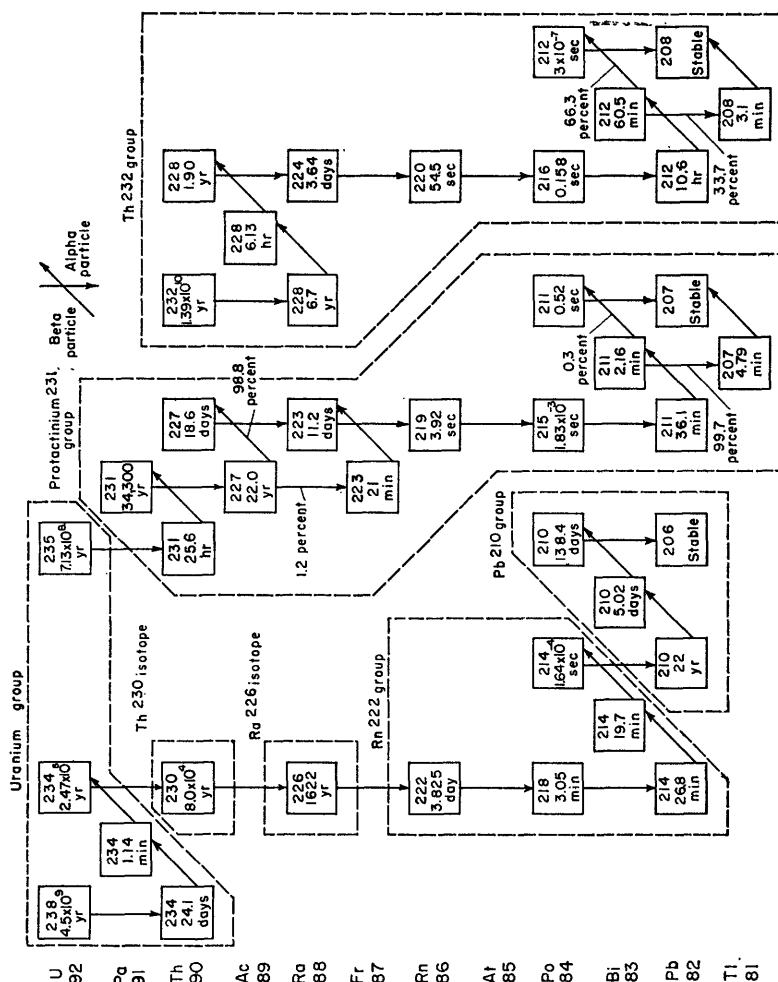 Beta
particle
Alpha
particle
Uranium group
Protactinium 231
group
Th 232 group
Th 230 isotope
Ra 226 isotope
Rn 222 group
Pb 210 group
U
92
238
4.5x10⁹
yr
234
2.47x10⁵
yr
235
7.13x10⁸
yr
Pa
91
234
1.14
min
231
34,300
yr
Th
90
234
24.1
days
230
8.0x10⁴
yr
231
25.6
hr
227
18.6
days
232
1.39x10¹⁰
yr
228
1.90
yr
Ac
89
227
22.0
yr
98.8
percent
228
6.13
hr
Ra
88
226
1622
yr
1.2 percent
223
11.2
days
228
6.7
yr
224
3.64
days
Fr
87
223
21
min
Rn
86
222
3.825
day
219
3.92
sec
220
54.5
sec
At
85
Po
84
218
3.05
min
214
1.64x10⁻⁴
sec
210
138.4
days
215
1.83x10⁻³
sec
211
0.52
sec
216
0.158
sec
212
3x10⁻⁷
sec
Bi
83
214
19.7
min
210
5.02
days
0.3
percent
211
2.16
min
66.3
percent
212
60.5
min
Pb
82
214
26.8
min
210
22
yr
206
Stable
211
36.1
min
207
Stable
212
10.6
hr
208
Stable
Tl.
81
99.7
percent
207
4.79
min
33.7
percent
208
3.1
min